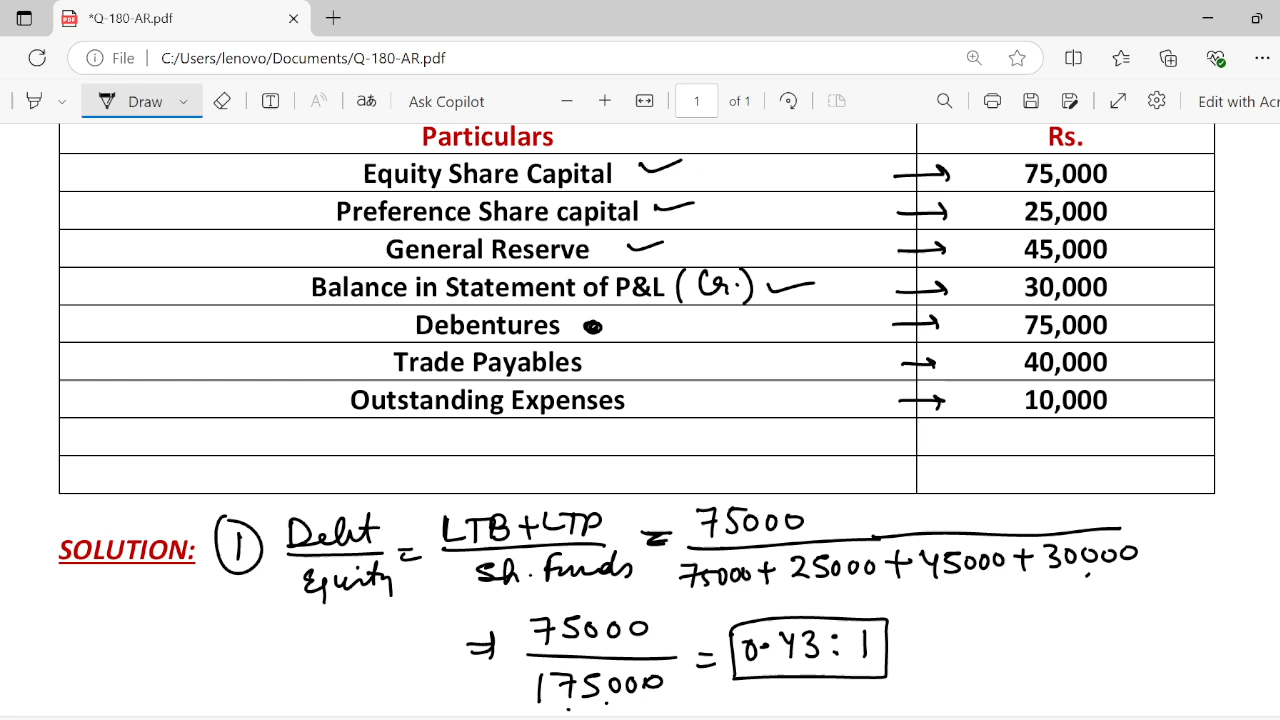 *Q-180-AR.pdf
File | C:/Users/lenovo/Documents/Q-180-AR.pdf
Draw aあ Ask Copilot 1 of 1 Edit with Acr
Particulars Rs.
Equity Share Capital 75,000
Preference Share capital 25,000
General Reserve 45,000
Balance in Statement of P&L (Cr.) 30,000
Debentures 75,000
Trade Payables 40,000
Outstanding Expenses 10,000
SOLUTION: 1 Debt / Equity = LTB + LTP / Sh. Funds = 75000 / 75000 + 25000 + 45000 + 30000
⇒ 75000 / 175000 = 0.43 : 1